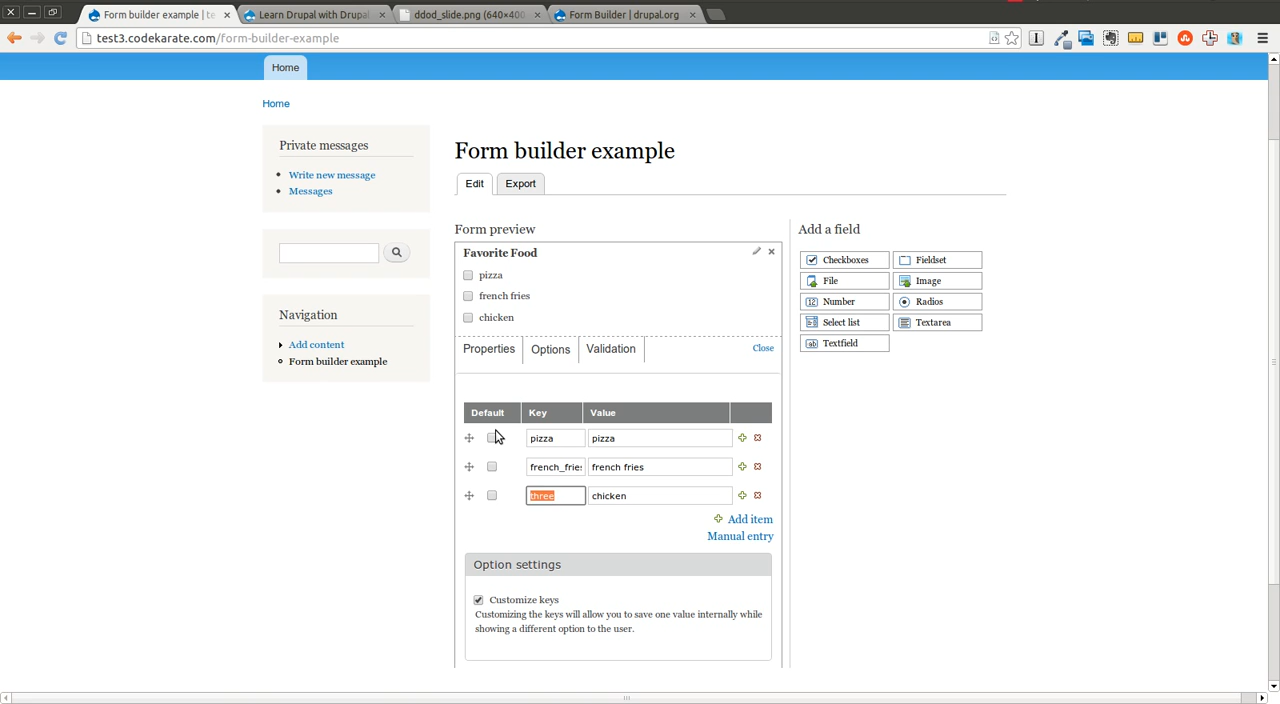 Form builder example | te
Learn Drupal with Drupal
ddod_slide.png (640×400
Form Builder | drupal.org
test3.codekarate.com/form-builder-example
Home
Home
Private messages
Write new message
Messages
Navigation
Add content
Form builder example
Form builder example
Edit
Export
Form preview
Favorite Food
pizza
french fries
chicken
Properties
Options
Validation
Close
Default
Key
Value
pizza
pizza
french_fries
french fries
three
chicken
Add item
Manual entry
Option settings
Customize keys
Customizing the keys will allow you to save one value internally while
showing a different option to the user.
Add a field
Checkboxes
Fieldset
File
Image
Number
Radios
Select list
Textarea
Textfield